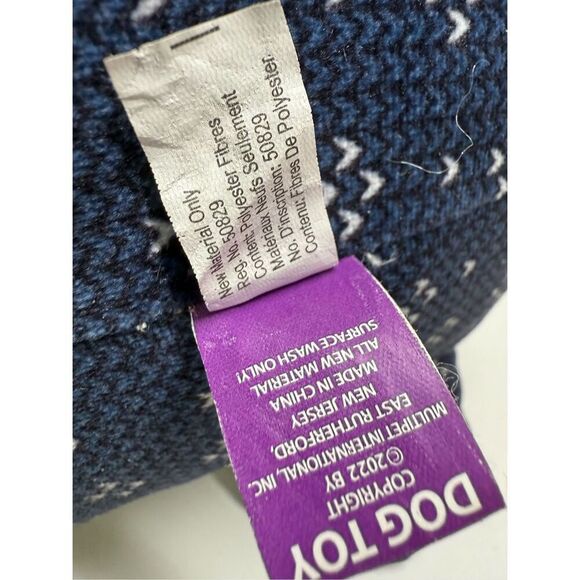 New Material Only
Reg. No. 50829
Content: Polyester Fibres
Matériaux Neufs Seulement
No. D'inscription: 50829
Contenu: Fibres De Polyester.
DOG TOY
COPYRIGHT
©2022 BY
MULTIPET INTERNATIONAL, INC.
EAST RUTHERFORD,
NEW JERSEY
MADE IN CHINA
ALL NEW MATERIAL
SURFACE WASH ONLY!